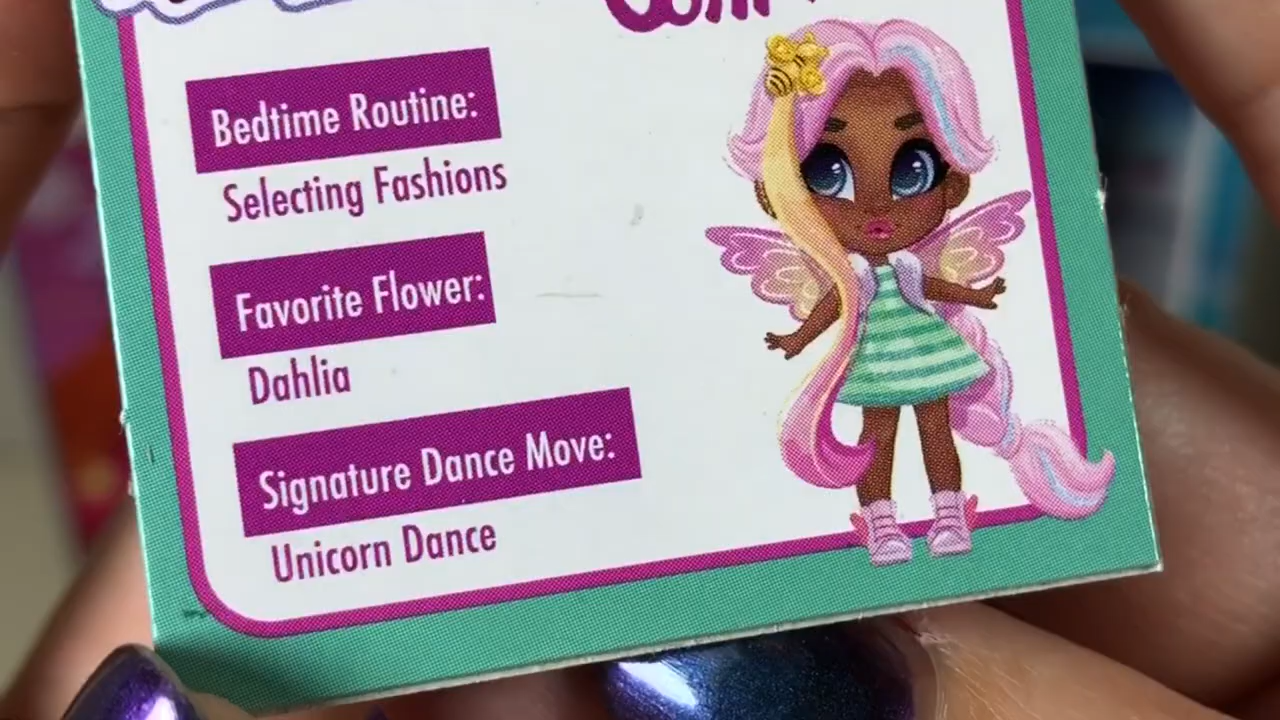 Bedtime Routine:
Selecting Fashions
Favorite Flower:
Dahlia
Signature Dance Move:
Unicorn Dance